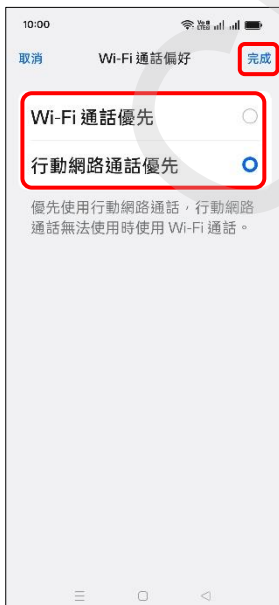 10:00
取消 Wi-Fi 通話偏好 完成
Wi-Fi 通話優先
行動網路通話優先
優先使用行動網路通話，行動網路
通話無法使用時使用 Wi-Fi 通話。